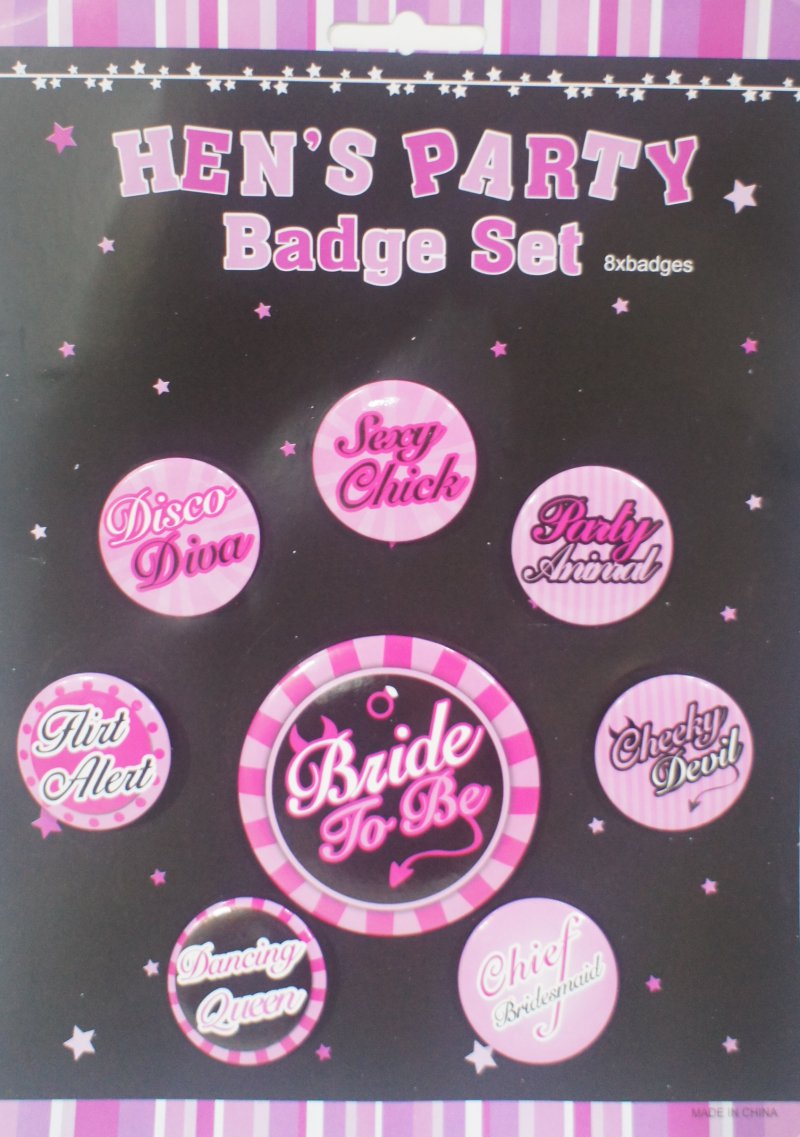 HEN'S PARTY
Badge Set
8xbadges
Sexy
Chick
Disco
Diva
Party
Animal
Flirt
Alert
Bride
To Be
Cheeky
Devil
Dancing
Queen
Chief
Bridesmaid
MADE IN CHINA